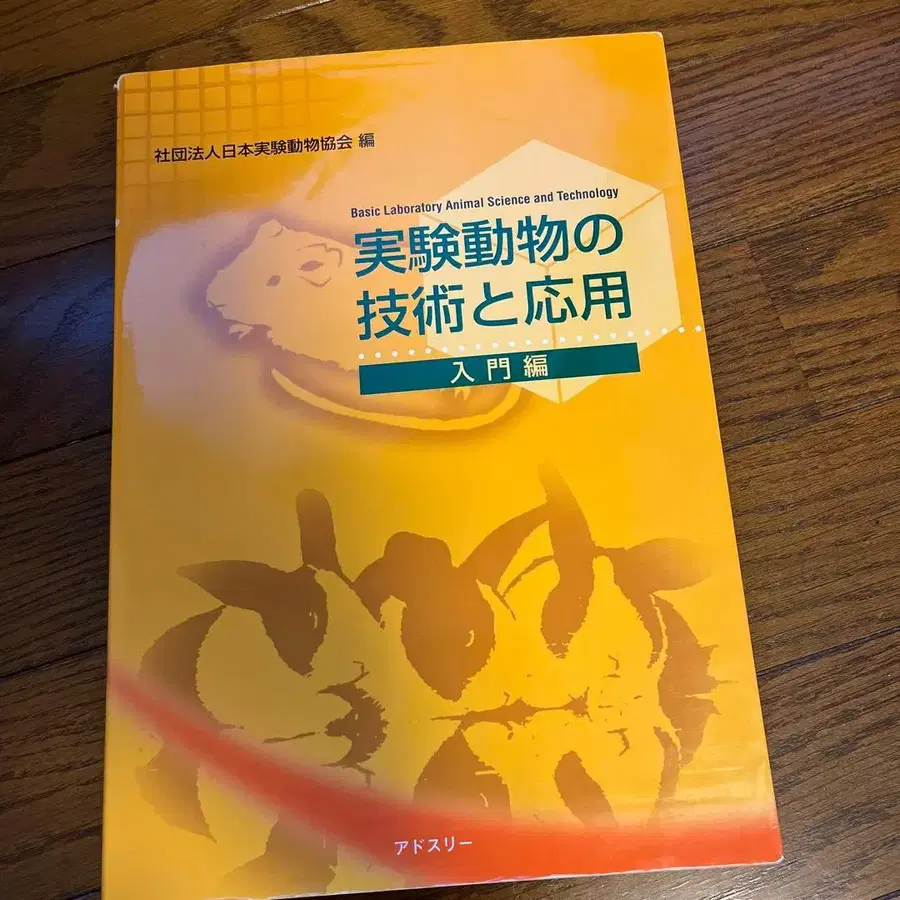 社団法人日本実験動物協会 編
Basic Laboratory Animal Science and Technology
実験動物の
技術と応用
入門編
アドスリー